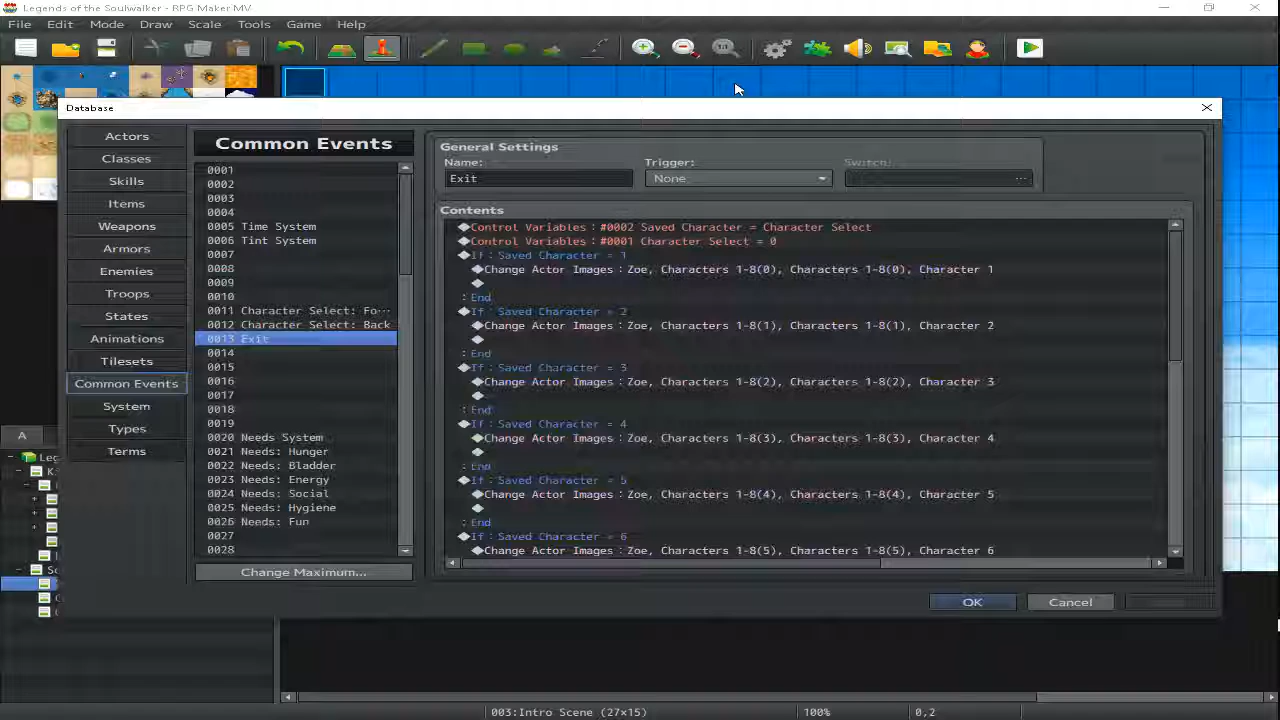 Legends of the Soulwalker - RPG Maker MV
File Edit Mode Draw Scale Tools Game Help
Database
Actors
Classes
Skills
Items
Weapons
Armors
Enemies
Troops
States
Animations
Tilesets
Common Events
System
Types
Terms
Common Events
0001
0002
0003
0004
0005 Time System
0006 Tint System
0007
0008
0009
0010
0011 Character Select: Fo···
0012 Character Select: Back
0013 Exit
0014
0015
0016
0017
0018
0019
0020 Needs System
0021 Needs: Hunger
0022 Needs: Bladder
0023 Needs: Energy
0024 Needs: Social
0025 Needs: Hygiene
0026 Needs: Fun
0027
0028
Change Maximum...
General Settings
Name: Trigger: Switch:
Exit None ...
Contents
◆Control Variables：#0002 Saved Character = Character Select
◆Control Variables：#0001 Character Select = 0
◆If：Saved Character = 1
◆Change Actor Images：Zoe, Characters 1-8(0), Characters 1-8(0), Character 1
◆
：End
◆If：Saved Character = 2
◆Change Actor Images：Zoe, Characters 1-8(1), Characters 1-8(1), Character 2
◆
：End
◆If：Saved Character = 3
◆Change Actor Images：Zoe, Characters 1-8(2), Characters 1-8(2), Character 3
◆
：End
◆If：Saved Character = 4
◆Change Actor Images：Zoe, Characters 1-8(3), Characters 1-8(3), Character 4
◆
：End
◆If：Saved Character = 5
◆Change Actor Images：Zoe, Characters 1-8(4), Characters 1-8(4), Character 5
◆
：End
◆If：Saved Character = 6
◆Change Actor Images：Zoe, Characters 1-8(5), Characters 1-8(5), Character 6
OK Cancel
A
Leg
003:Intro Scene (27×15) 100% 0,2